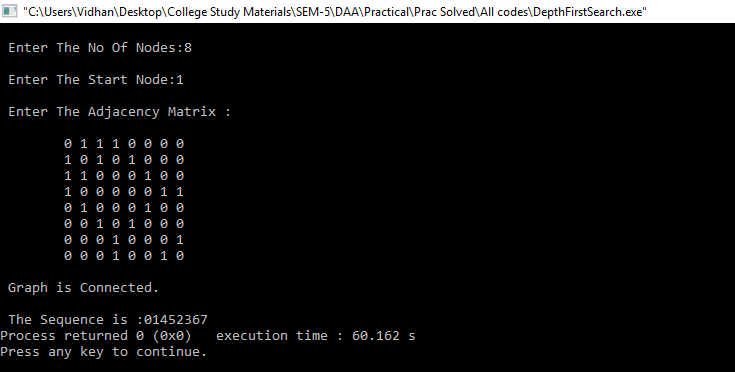 "C:\Users\Vidhan\Desktop\College Study Materials\SEM-5\DAA\Practical\Prac Solved\All codes\DepthFirstSearch.exe"
Enter The No Of Nodes:8
Enter The Start Node:1
Enter The Adjacency Matrix :
0 1 1 1 0 0 0 0
1 0 1 0 1 0 0 0
1 1 0 0 0 1 0 0
1 0 0 0 0 0 1 1
0 1 0 0 0 1 0 0
0 0 1 0 1 0 0 0
0 0 0 1 0 0 0 1
0 0 0 1 0 0 1 0
Graph is Connected.
The Sequence is :01452367
Process returned 0 (0x0)   execution time : 60.162 s
Press any key to continue.